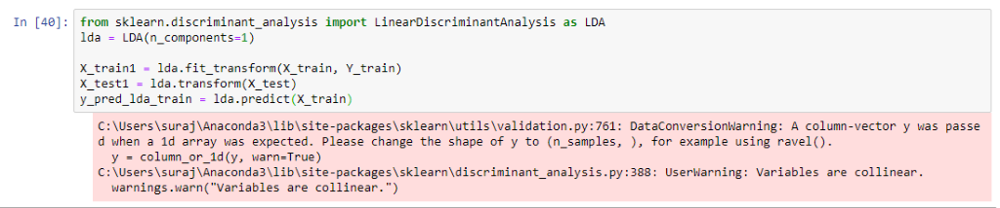 In [40]: from sklearn.discriminant_analysis import LinearDiscriminantAnalysis as LDA
lda = LDA(n_components=1)
X_train1 = lda.fit_transform(X_train, Y_train)
X_test1 = lda.transform(X_test)
y_pred_lda_train = lda.predict(X_train)
C:\Users\suraj\Anaconda3\lib\site-packages\sklearn\utils\validation.py:761: DataConversionWarning: A column-vector y was passe
d when a 1d array was expected. Please change the shape of y to (n_samples, ), for example using ravel().
y = column_or_1d(y, warn=True)
C:\Users\suraj\Anaconda3\lib\site-packages\sklearn\discriminant_analysis.py:388: UserWarning: Variables are collinear.
warnings.warn("Variables are collinear.")